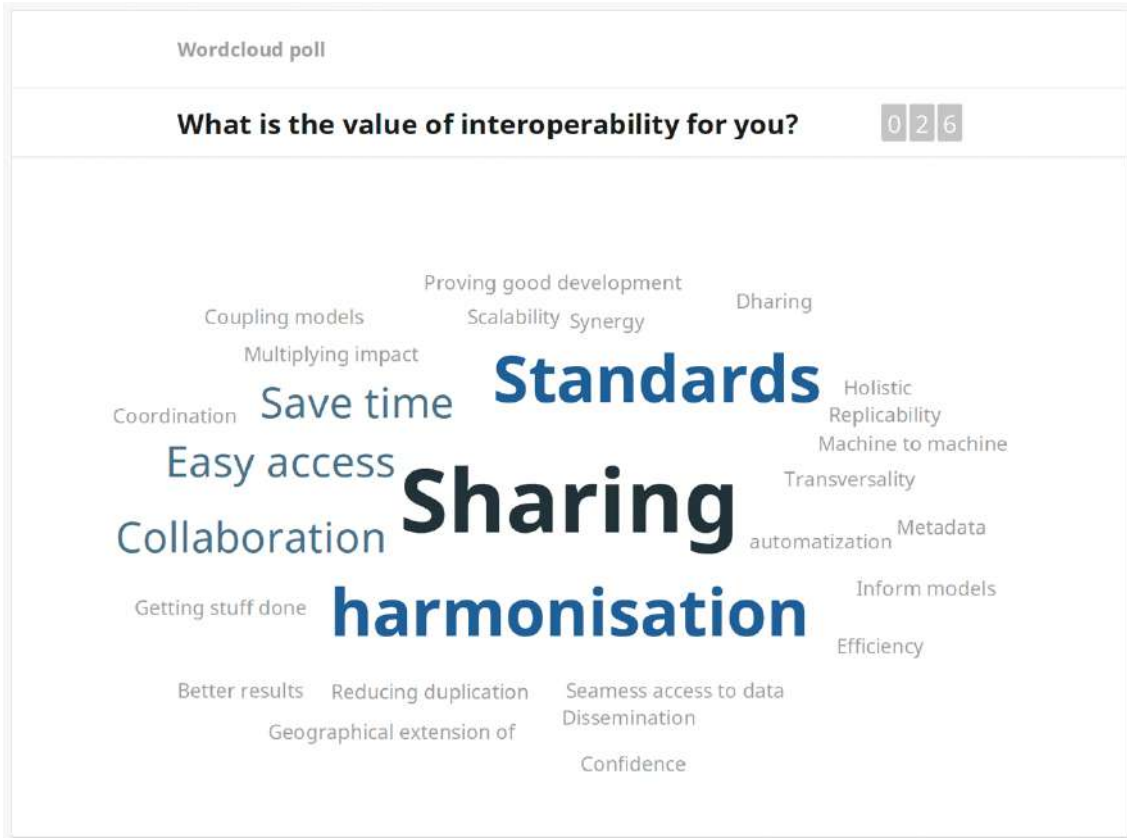 Wordcloud poll
What is the value of interoperability for you? 026
Proving good development
Dharing
Coupling models
Scalability
Synergy
Multiplying impact
Standards
Holistic
Save time
Coordination
Replicability
Machine to machine
Easy access
Transversality
Sharing
Metadata
Collaboration
automatization
Inform models
Getting stuff done
harmonisation
Efficiency
Better results
Reducing duplication
Seamess access to data
Dissemination
Geographical extension of
Confidence